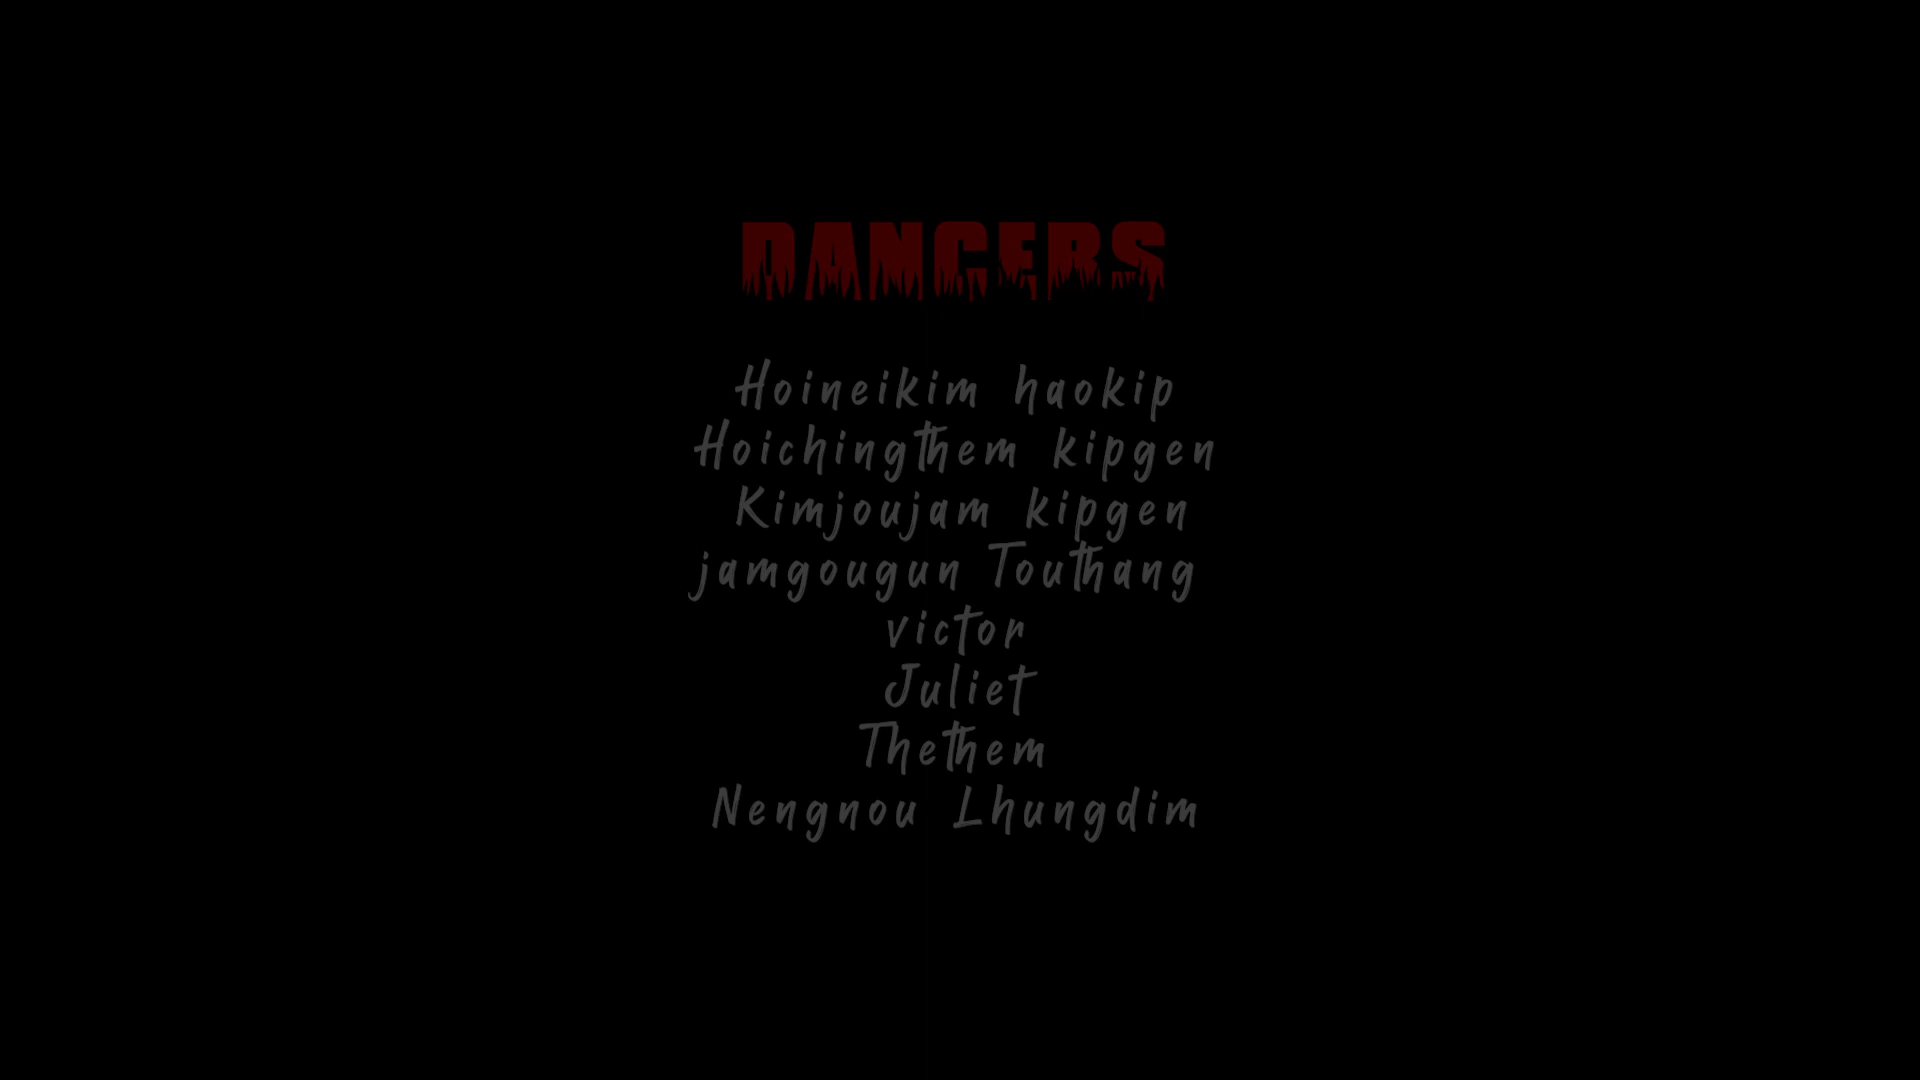 DANCERS
Hoineikim haokip
Hoichingthem kipgen
Kimjoujam kipgen
jamgougun Touthang
victor
Juliet
Thethem
Nengnou Lhungdim